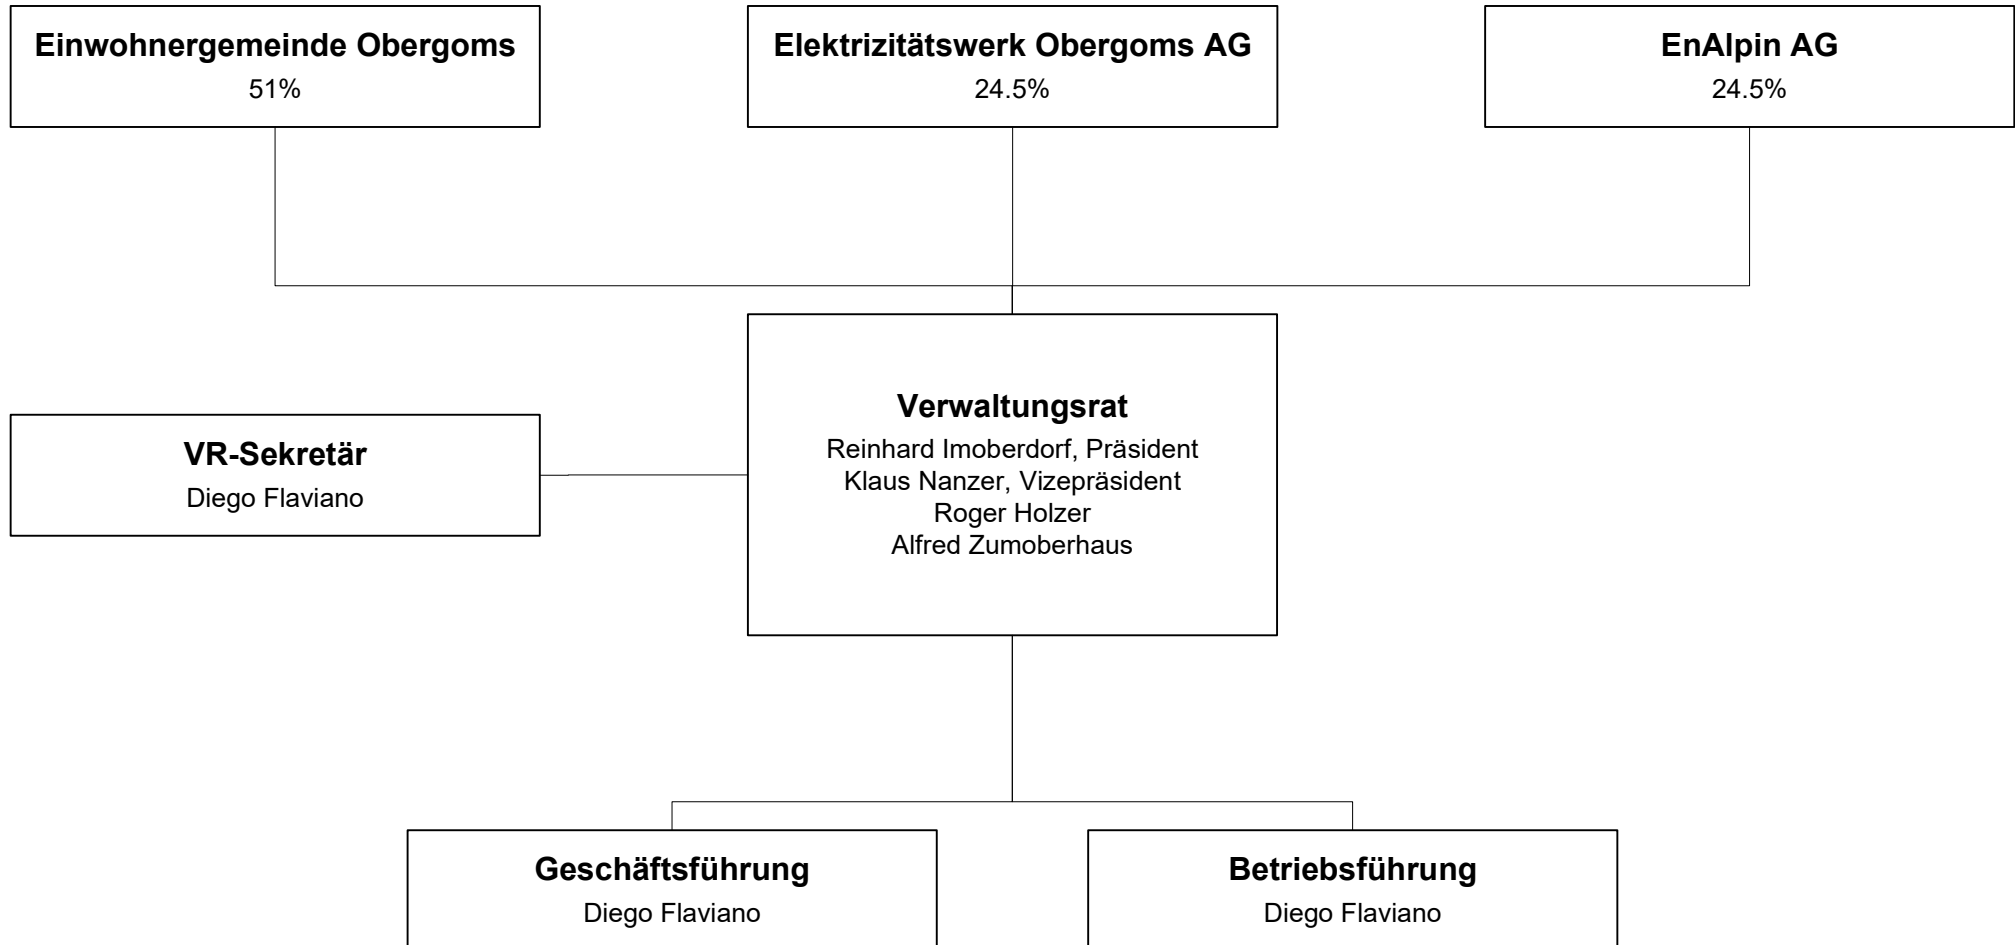 Einwohnergemeinde Obergoms
51%
Elektrizitätswerk Obergoms AG
24.5%
EnAlpin AG
24.5%
Verwaltungsrat
Reinhard Imoberdorf, Präsident
Klaus Nanzer, Vizepräsident
Roger Holzer
Alfred Zumoberhaus
VR-Sekretär
Diego Flaviano
Geschäftsführung
Diego Flaviano
Betriebsführung
Diego Flaviano